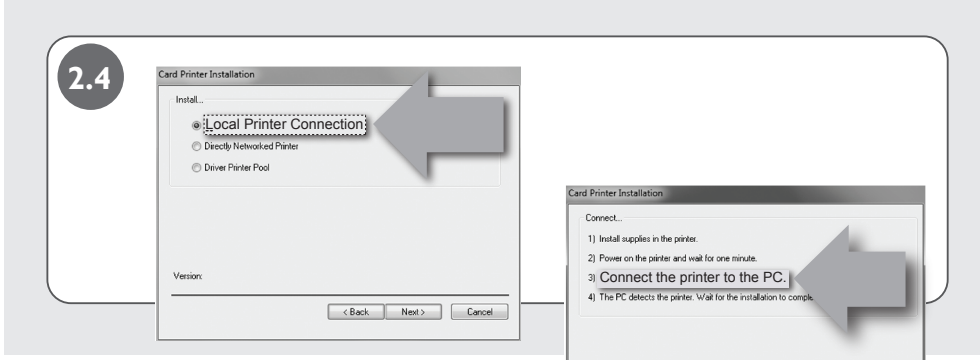 2.4
Card Printer Installation
Install...
Local Printer Connection
Directly Networked Printer
Driver Printer Pool
Version:
< Back
Next >
Cancel
Card Printer Installation
Connect...
1) Install supplies in the printer.
2) Power on the printer and wait for one minute.
3) Connect the printer to the PC.
4) The PC detects the printer. Wait for the installation to